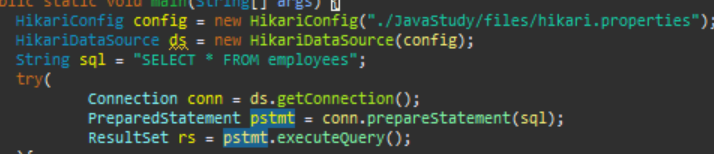 public static void main(String[] args) {
HikariConfig config = new HikariConfig("./JavaStudy/files/hikari.properties");
HikariDataSource ds = new HikariDataSource(config);
String sql = "SELECT * FROM employees";
try(
Connection conn = ds.getConnection();
PreparedStatement pstmt = conn.prepareStatement(sql);
ResultSet rs = pstmt.executeQuery();
){